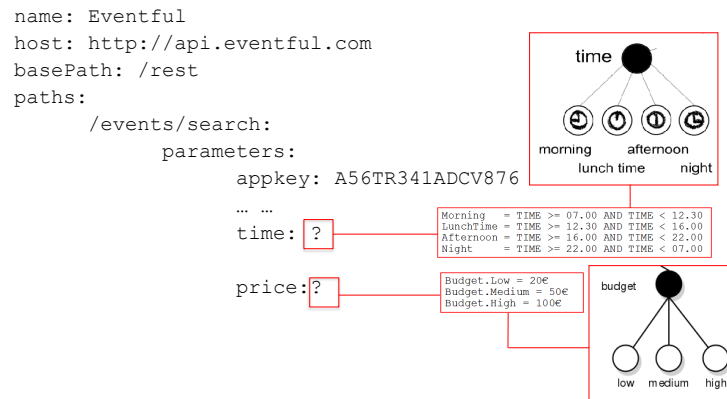 name: Eventful
host: http://api.eventful.com
basePath: /rest
paths:
/events/search:
parameters:
appkey: A56TR341ADCV876
… …
time: ?
price:?
time
morning
lunch time
afternoon
night
Morning = TIME >= 07.00 AND TIME < 12.30
LunchTime = TIME >= 12.30 AND TIME < 16.00
Afternoon = TIME >= 16.00 AND TIME < 22.00
Night = TIME >= 22.00 AND TIME < 07.00
Budget.Low = 20€
Budget.Medium = 50€
Budget.High = 100€
budget
low medium high